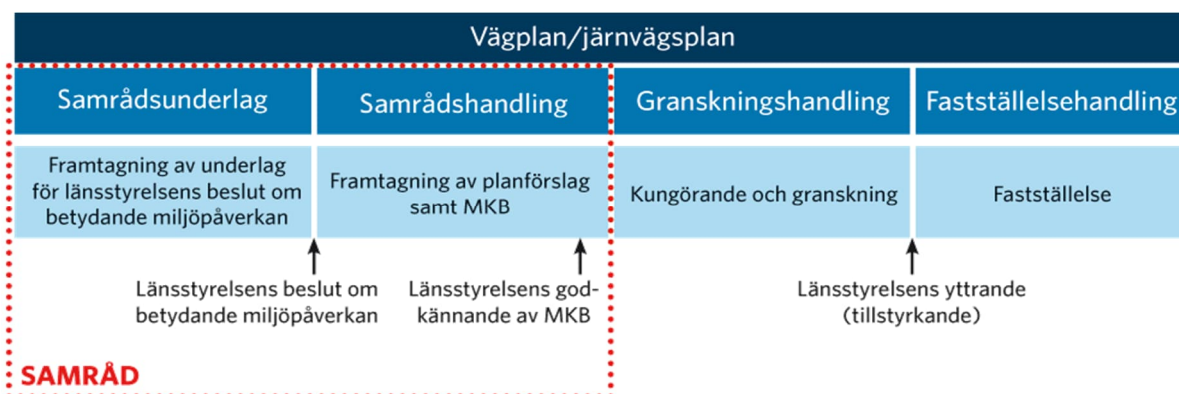 Vägplan/järnvägsplan
Samrådsunderlag
Samrådshandling
Granskningshandling
Fastställelsehandling
Framtagning av underlag
för länsstyrelsens beslut om
betydande miljöpåverkan
Framtagning av planförslag
samt MKB
Kungörande och granskning
Fastställelse
Länsstyrelsens beslut om
betydande miljöpåverkan
Länsstyrelsens god-
kännande av MKB
Länsstyrelsens yttrande
(tillstyrkande)
SAMRÅD